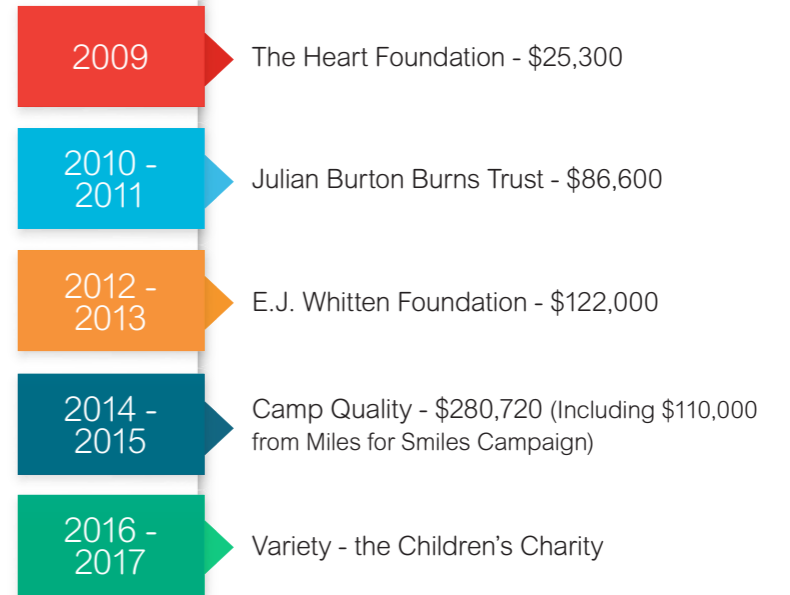 2009
The Heart Foundation - $25,300
2010 -
2011
Julian Burton Burns Trust - $86,600
2012 -
2013
E.J. Whitten Foundation - $122,000
2014 -
2015
Camp Quality - $280,720 (Including $110,000
from Miles for Smiles Campaign)
2016 -
2017
Variety - the Children’s Charity